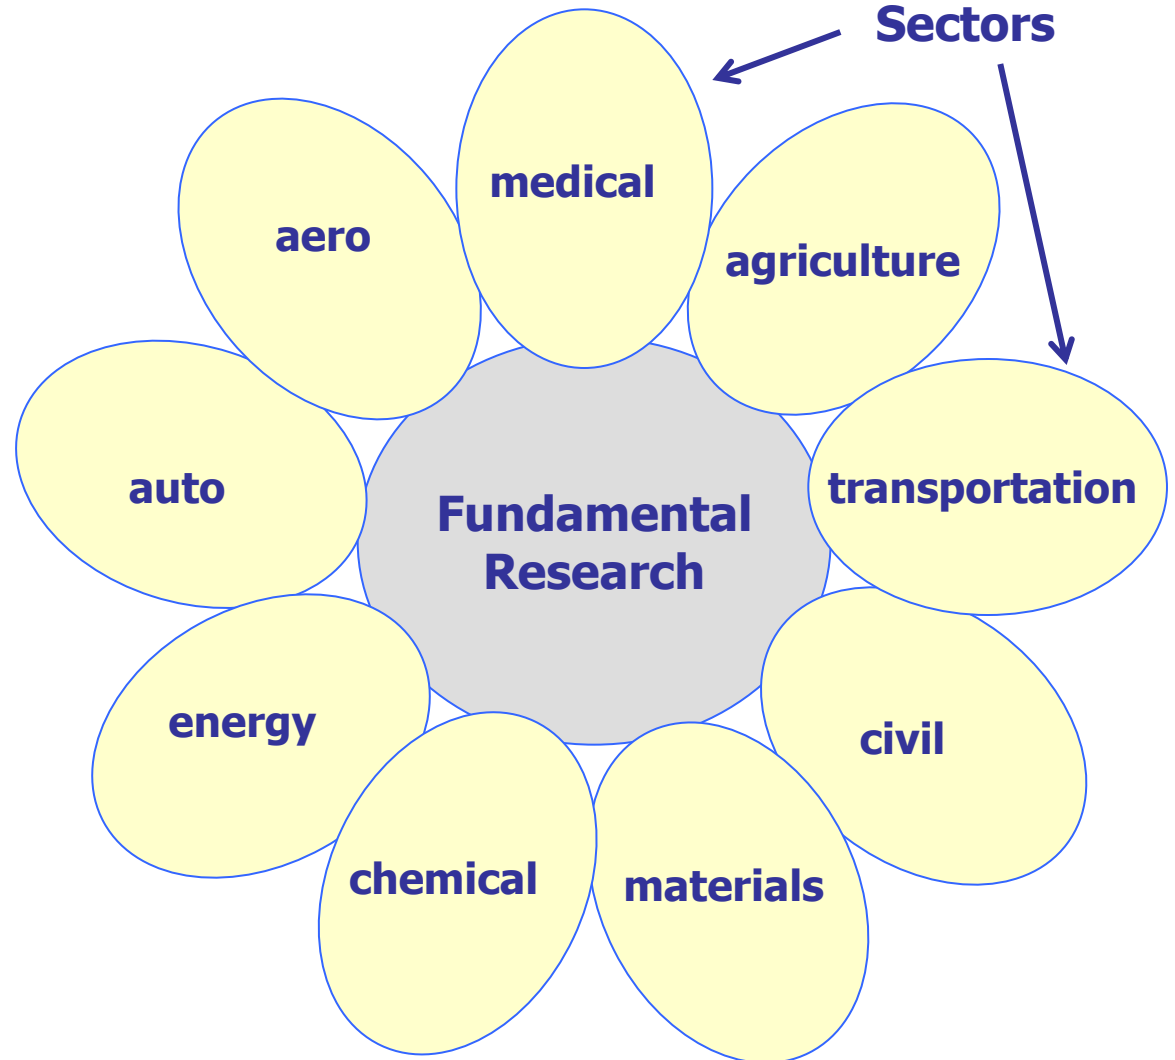 Sectors
medical
aero
agriculture
auto
transportation
Fundamental
Research
energy
civil
chemical
materials